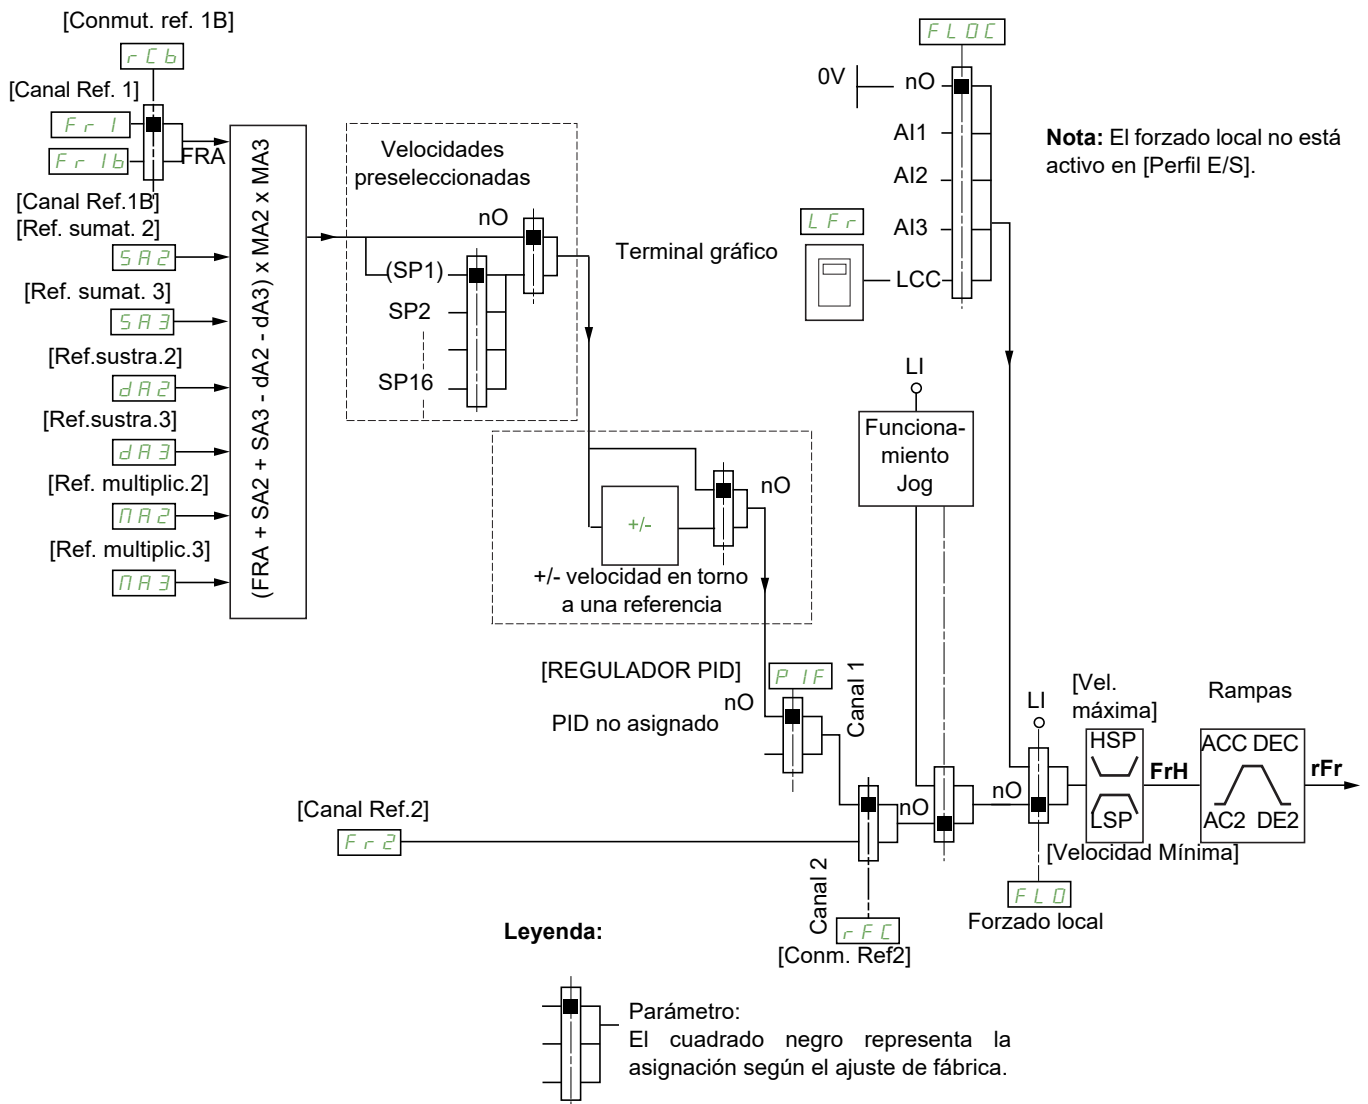 [Conmut. ref. 1B]
rCb
[Canal Ref. 1]
Fr1
Fr1b
FRA
[Canal Ref.1B]
[Ref. sumat. 2]
SA2
[Ref. sumat. 3]
SA3
[Ref.sustra.2]
dA2
[Ref.sustra.3]
dA3
[Ref. multiplic.2]
MA2
[Ref. multiplic.3]
MA3
(FRA + SA2 + SA3 - dA2 - dA3) x MA2 x MA3
Velocidades
preseleccionadas
nO
(SP1)
SP2
SP16
+/-
nO
+/- velocidad en torno
a una referencia
FLOC
0V
nO
AI1
AI2
AI3
LFr
Terminal gráfico
LCC
Nota: El forzado local no está
activo en [Perfil E/S].
LI
Funciona-
miento
Jog
[REGULADOR PID]
PIF
nO
PID no asignado
Canal 1
[Canal Ref.2]
Fr2
Canal 2
rFC
[Conm. Ref2]
nO
nO
LI
FLO
Forzado local
[Vel.
máxima]
HSP
LSP
[Velocidad Mínima]
FrH
Rampas
ACC DEC
AC2 DE2
rFr
Leyenda:
Parámetro:
El cuadrado negro representa la
asignación según el ajuste de fábrica.